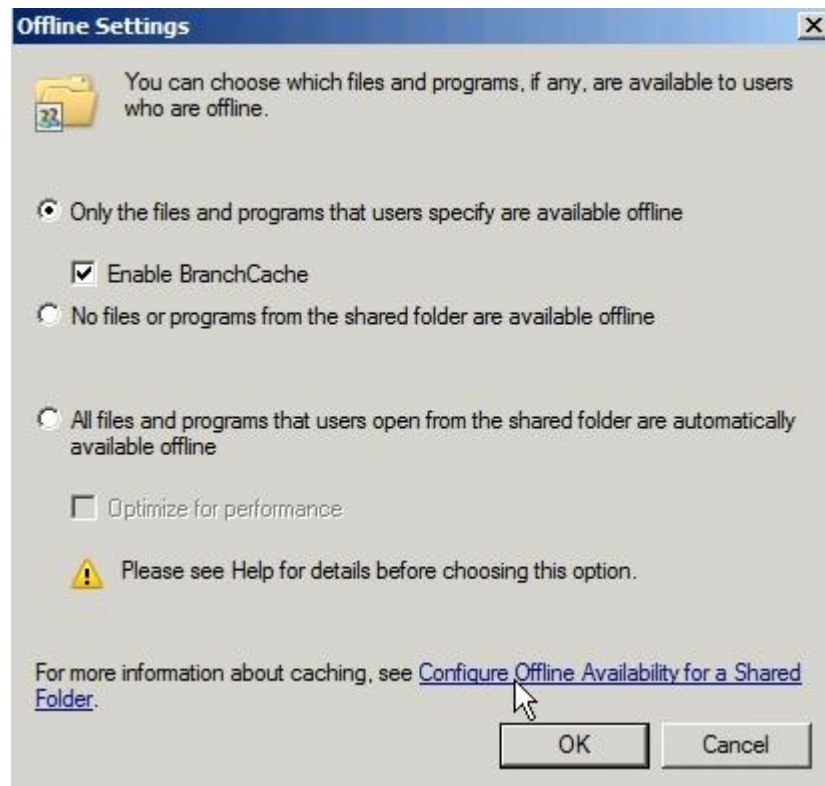 Offline Settings
You can choose which files and programs, if any, are available to users
who are offline.
Only the files and programs that users specify are available offline
Enable BranchCache
No files or programs from the shared folder are available offline
All files and programs that users open from the shared folder are automatically
available offline
Optimize for performance
Please see Help for details before choosing this option.
For more information about caching, see Configure Offline Availability for a Shared
Folder.
OK Cancel